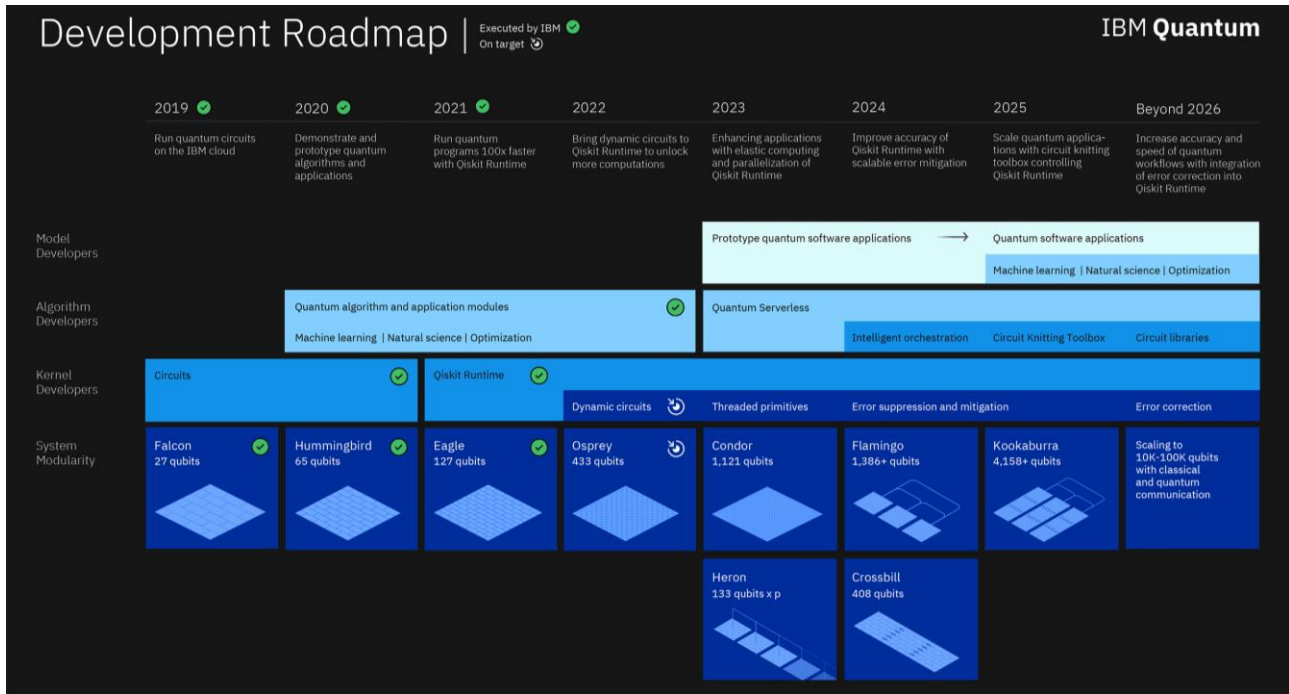 Development Roadmap | Executed by IBM
On target
IBM Quantum
2019
Run quantum circuits
on the IBM cloud
2020
Demonstrate and
prototype quantum
algorithms and
applications
2021
Run quantum
programs 100x faster
with Qiskit Runtime
2022
Bring dynamic circuits to
Qiskit Runtime to unlock
more computations
2023
Enhancing applications
with elastic computing
and parallelization of
Qiskit Runtime
2024
Improve accuracy of
Qiskit Runtime with
scalable error mitigation
2025
Scale quantum applica-
tions with circuit knitting
toolbox controlling
Qiskit Runtime
Beyond 2026
Increase accuracy and
speed of quantum
workflows with integration
of error correction into
Qiskit Runtime
Model
Developers
Prototype quantum software applications
Quantum software applications
Machine learning | Natural science | Optimization
Algorithm
Developers
Quantum algorithm and application modules
Machine learning | Natural science | Optimization
Quantum Serverless
Intelligent orchestration
Circuit Knitting Toolbox
Circuit libraries
Kernel
Developers
Circuits
Qiskit Runtime
Dynamic circuits
Threaded primitives
Error suppression and mitigation
Error correction
System
Modularity
Falcon
27 qubits
Hummingbird
65 qubits
Eagle
127 qubits
Osprey
433 qubits
Condor
1,121 qubits
Flamingo
1,386+ qubits
Kookaburra
4,158+ qubits
Scaling to
10K-100K qubits
with classical
and quantum
communication
Heron
133 qubits x p
Crossbill
408 qubits